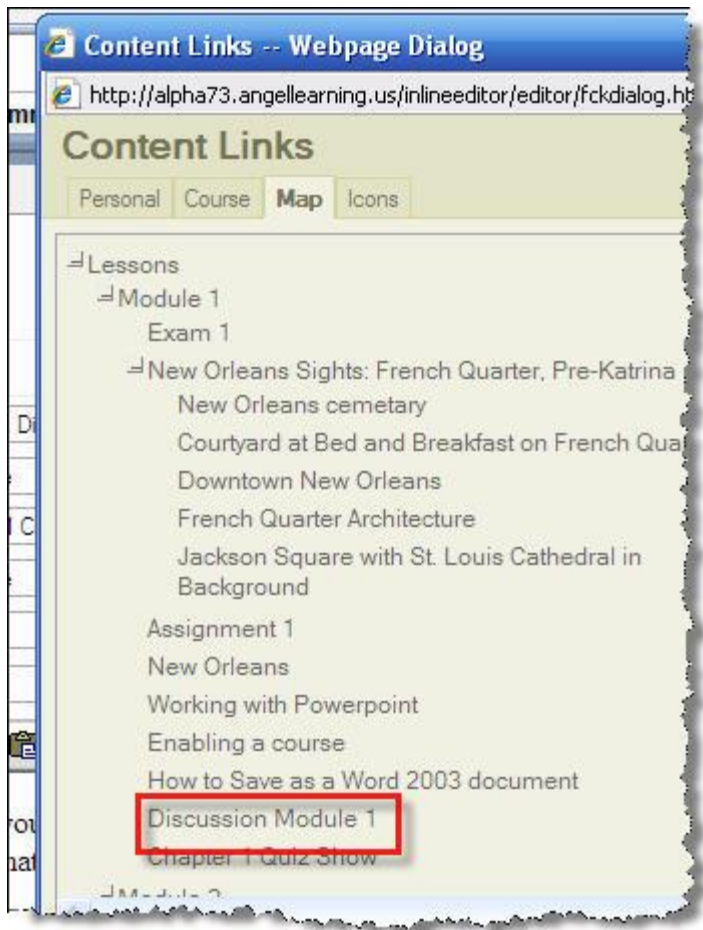 Content Links -- Webpage Dialog
http://alpha73.angellearning.us/inlineeditor/editor/fckdialog.ht
Content Links
Personal Course Map Icons
Lessons
Module 1
Exam 1
New Orleans Sights: French Quarter, Pre-Katrina
New Orleans cemetary
Courtyard at Bed and Breakfast on French Qua
Downtown New Orleans
French Quarter Architecture
Jackson Square with St. Louis Cathedral in
Background
Assignment 1
New Orleans
Working with Powerpoint
Enabling a course
How to Save as a Word 2003 document
Discussion Module 1
Chapter 1 Quiz Show